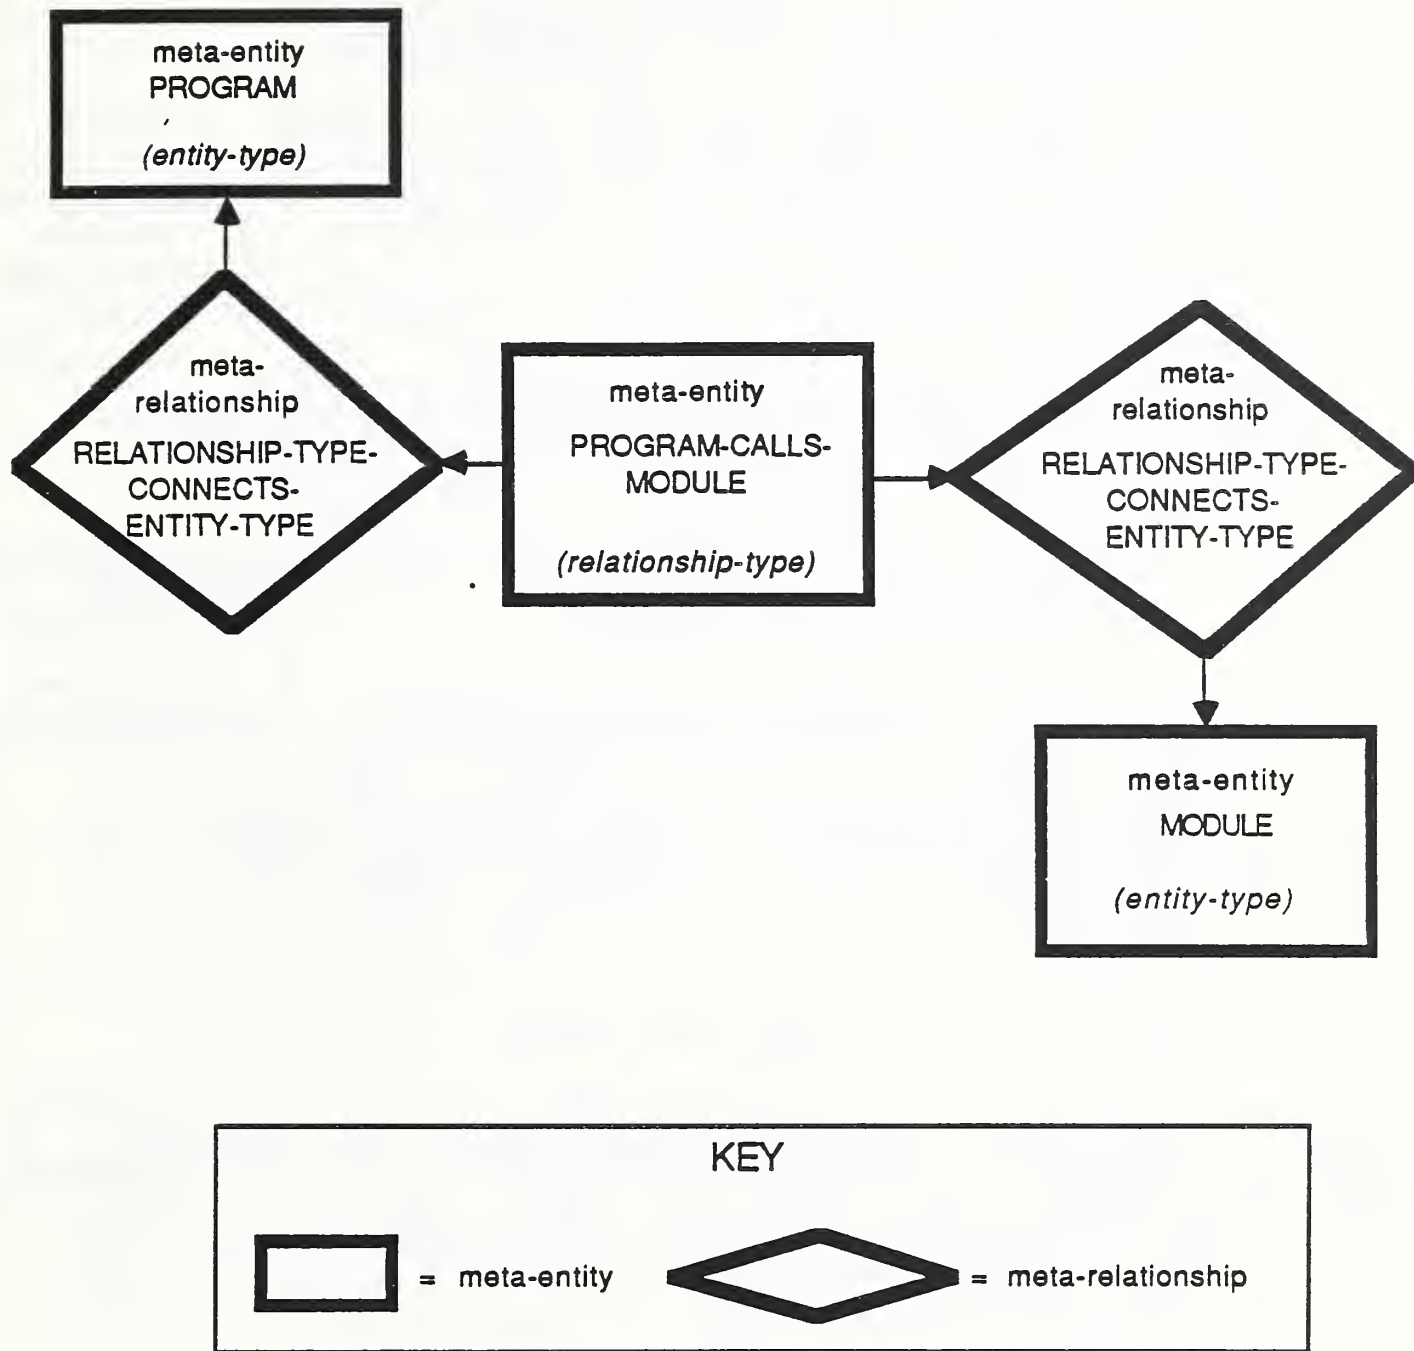 meta-entity
PROGRAM
(entity-type)
meta-
relationship
RELATIONSHIP-TYPE-
CONNECTS-
ENTITY-TYPE
meta-entity
PROGRAM-CALLS-
MODULE
(relationship-type)
meta-
relationship
RELATIONSHIP-TYPE-
CONNECTS-
ENTITY-TYPE
meta-entity
MODULE
(entity-type)
KEY
= meta-entity
= meta-relationship